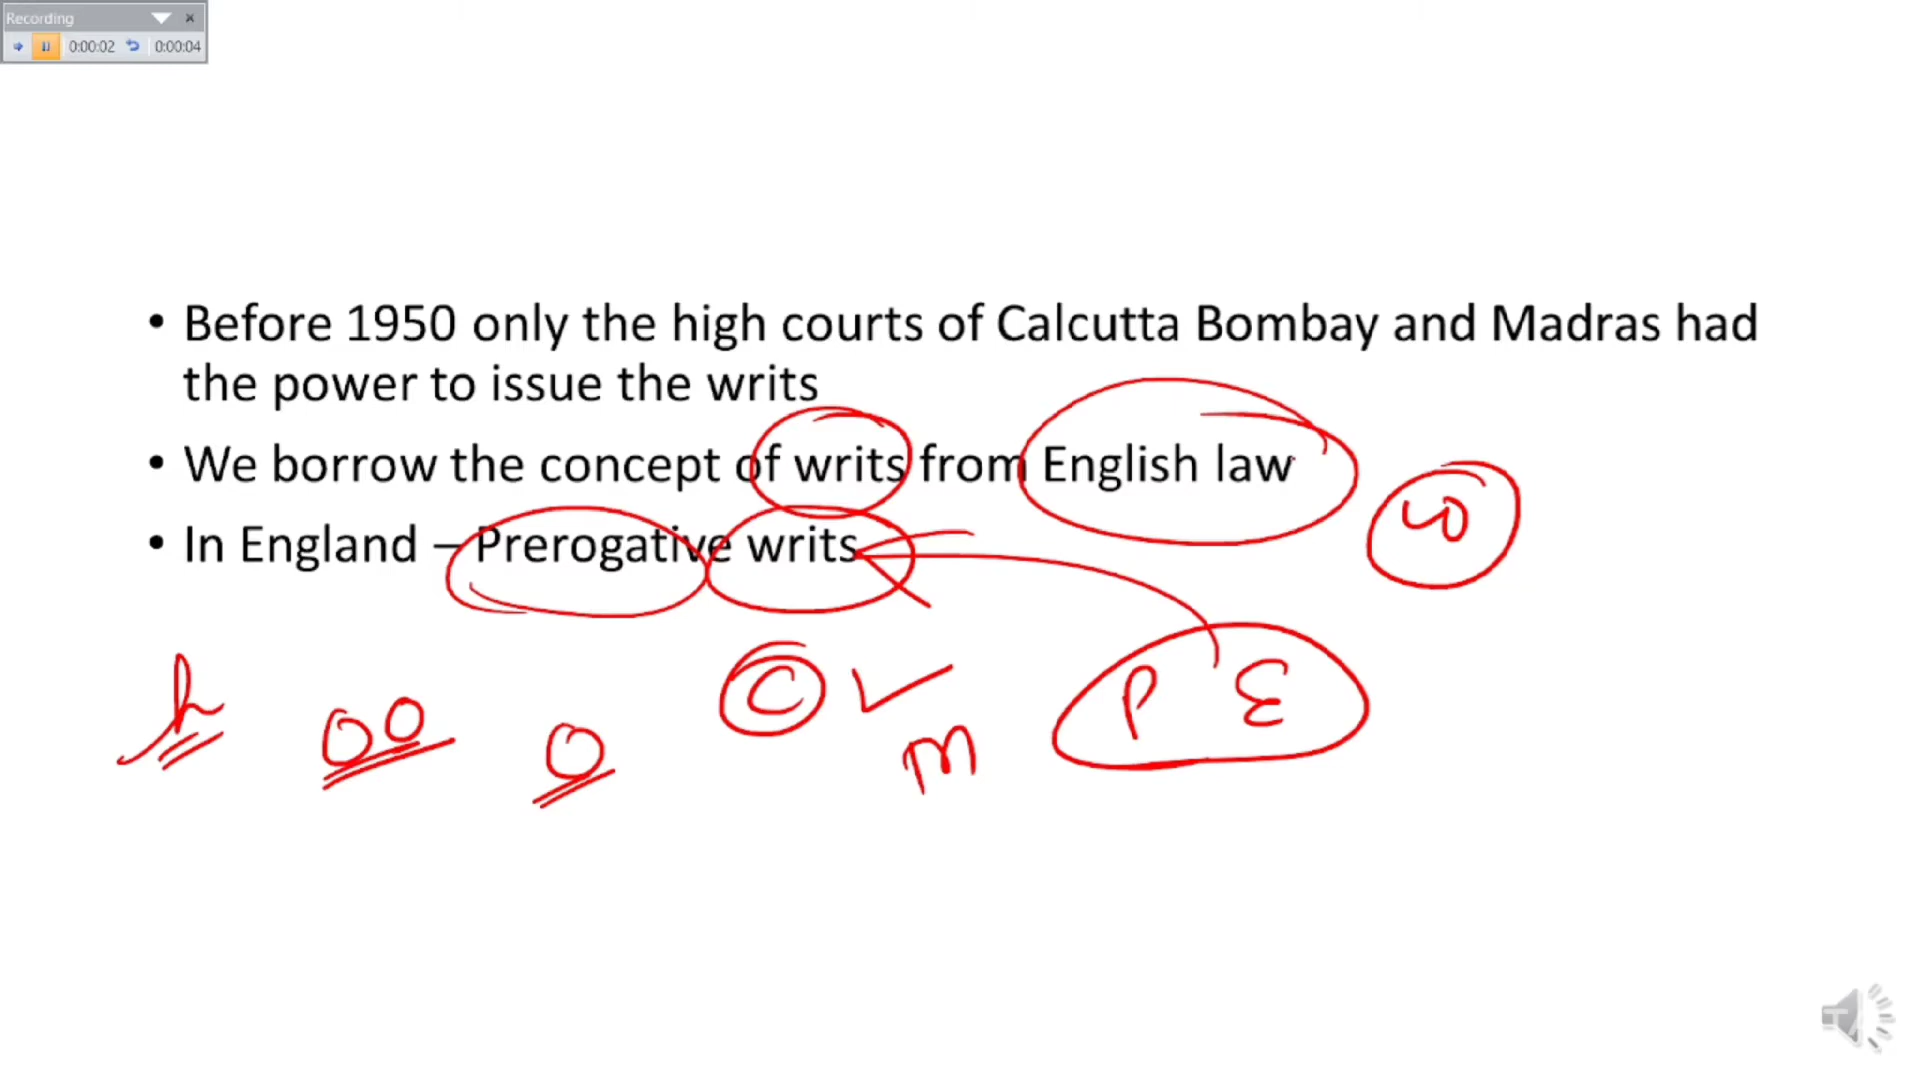 Recording
0:00:02 0:00:04
• Before 1950 only the high courts of Calcutta Bombay and Madras had
the power to issue the writs
• We borrow the concept of writs from English law
• In England – Prerogative writs
h
C
P E
m